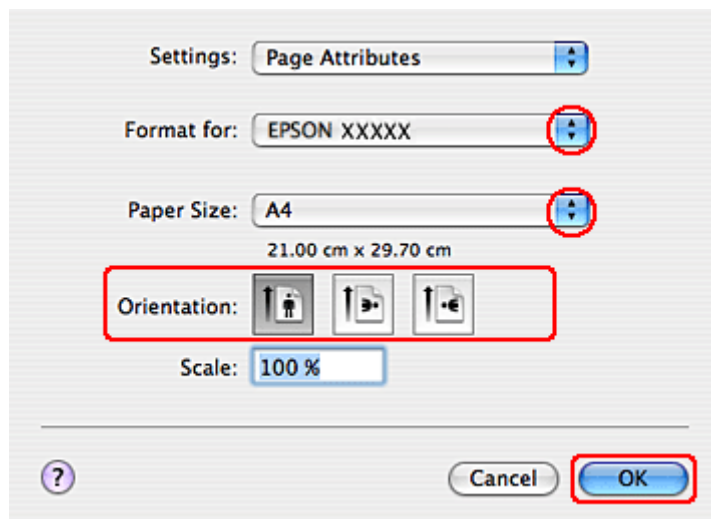 Settings: Page Attributes
Format for: EPSON XXXXX
Paper Size: A4
21.00 cm x 29.70 cm
Orientation:
Scale: 100 %
? Cancel OK